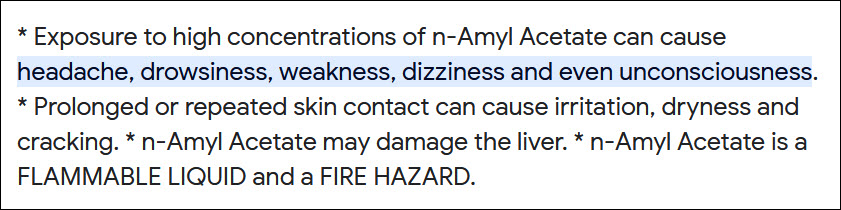 * Exposure to high concentrations of n-Amyl Acetate can cause
headache, drowsiness, weakness, dizziness and even unconsciousness.
* Prolonged or repeated skin contact can cause irritation, dryness and
cracking. * n-Amyl Acetate may damage the liver. * n-Amyl Acetate is a
FLAMMABLE LIQUID and a FIRE HAZARD.